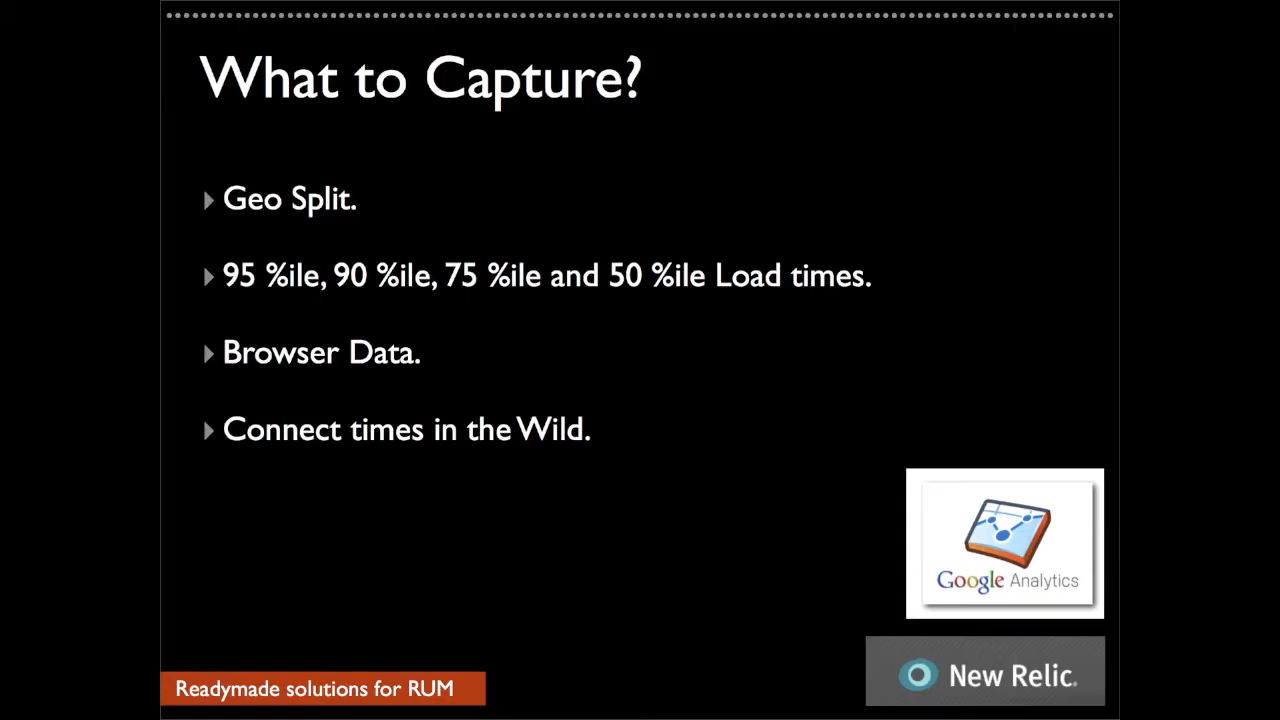 What to Capture?
Geo Split.
95 %ile, 90 %ile, 75 %ile and 50 %ile Load times.
Browser Data.
Connect times in the Wild.
Google Analytics
New Relic.
Readymade solutions for RUM